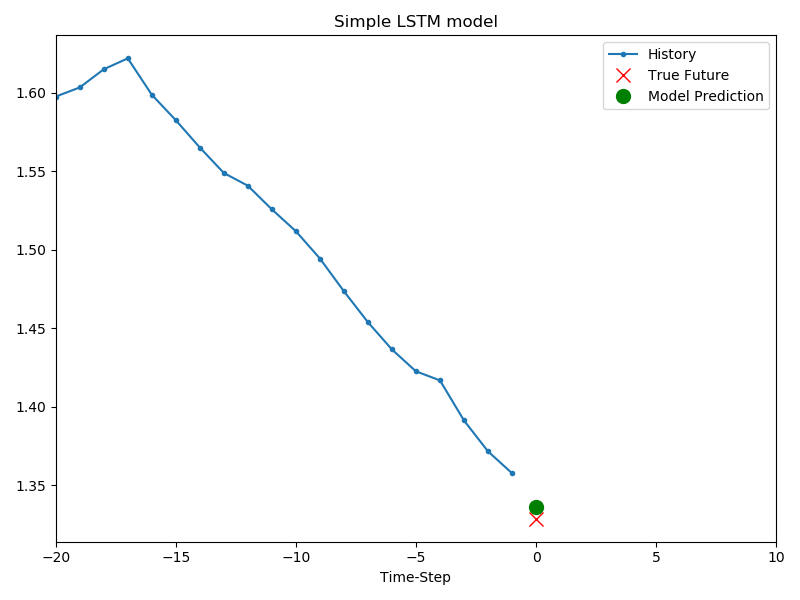 Simple LSTM model
History
True Future
Model Prediction
1.60
1.55
1.50
1.45
1.40
1.35
−20 −15 −10 −5 0 5 10
Time-Step